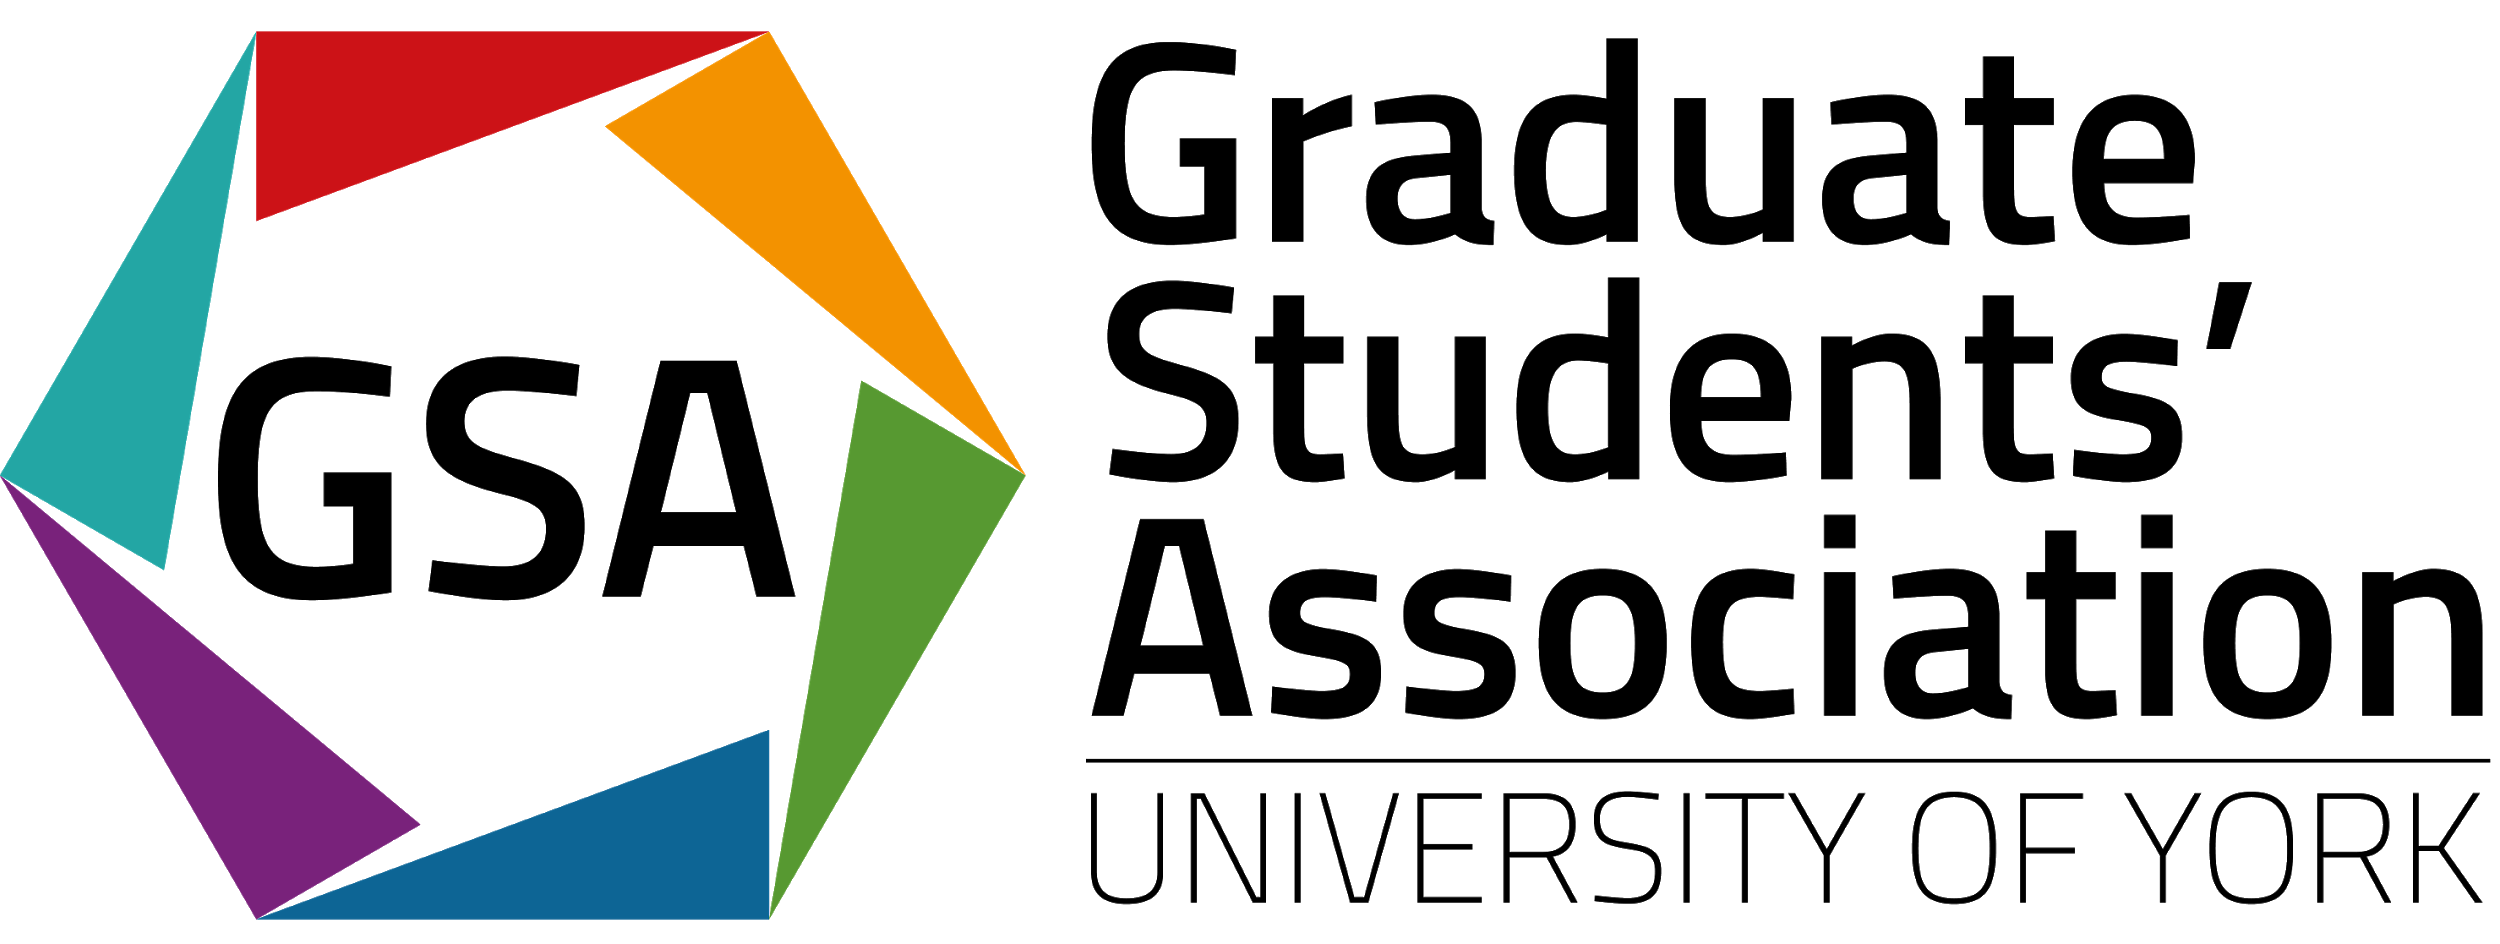 GSA
Graduate
Students’
Association
UNIVERSITY OF YORK